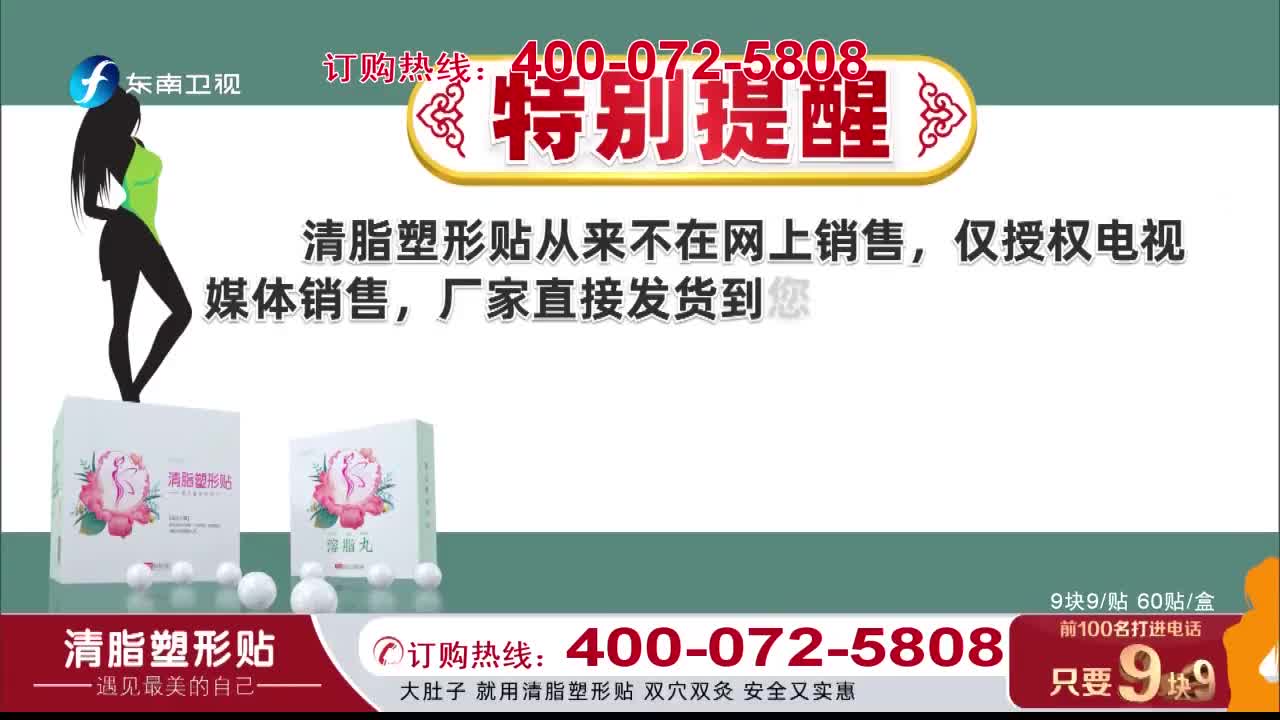 订购热线：400-072-5808
东南卫视
特别提醒
清脂塑形贴从来不在网上销售，仅授权电视
媒体销售，厂家直接发货到您
清脂塑形贴
溶脂丸
9块9/贴 60贴/盒
清脂塑形贴
遇见最美的自己
订购热线：400-072-5808
大肚子 就用清脂塑形贴 双穴双灸 安全又实惠
前100名打进电话
只要9块9